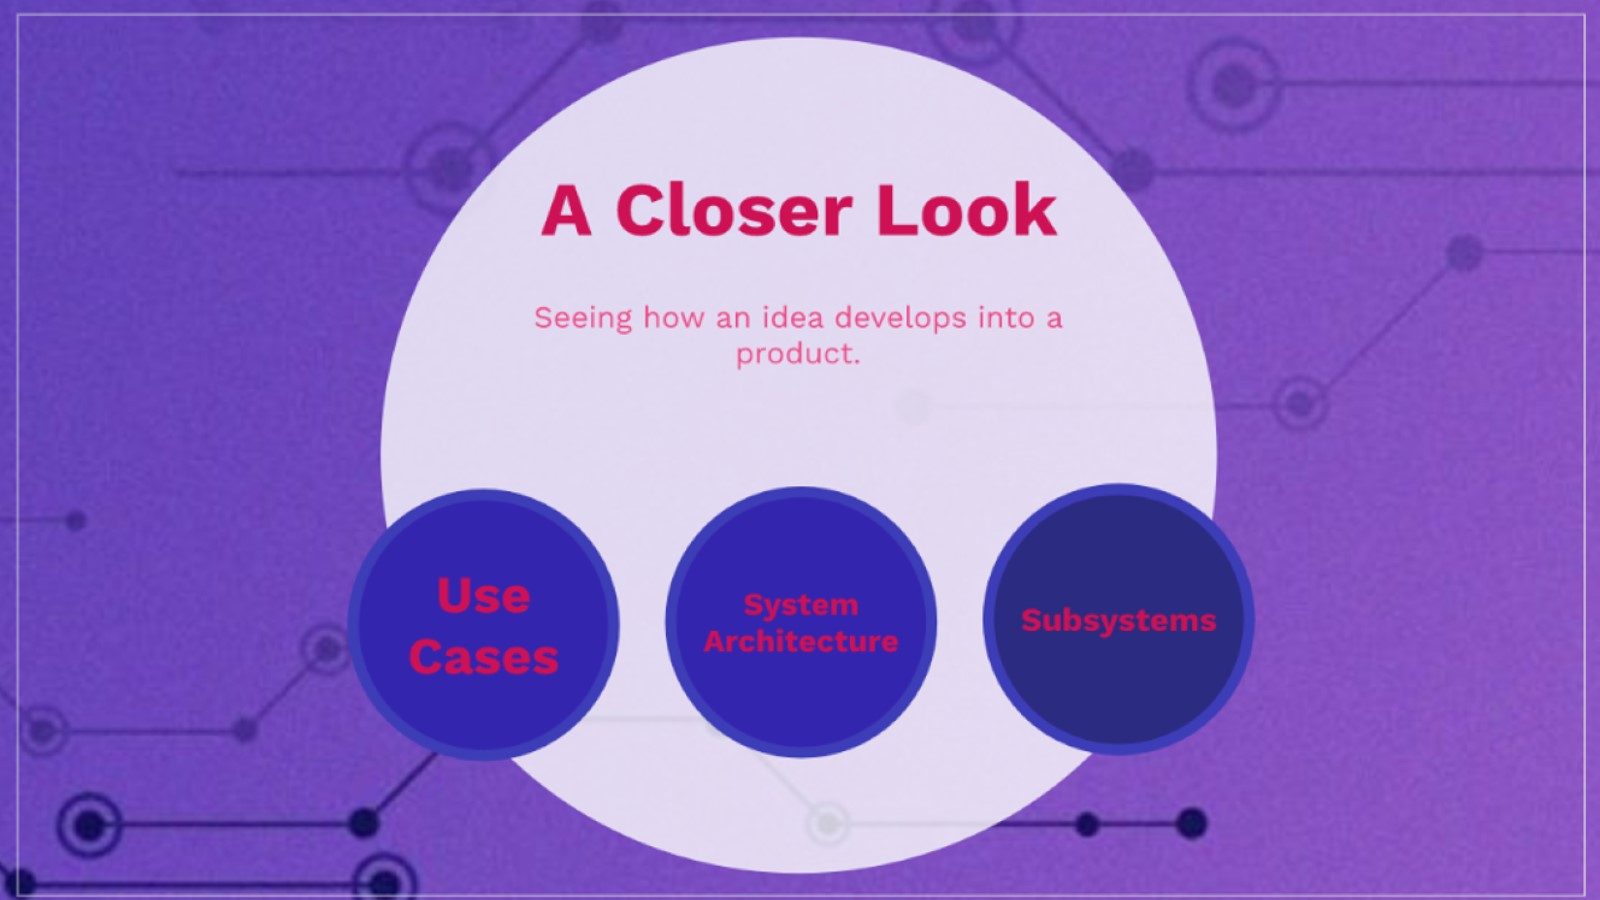 A Closer Look
Seeing how an idea develops into a
product.
Use
Cases
System
Architecture
Subsystems